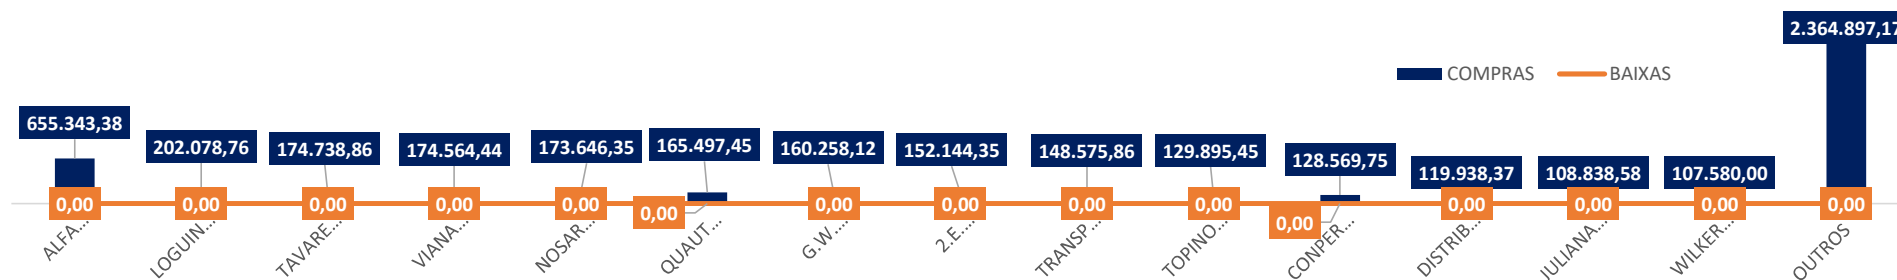 2.364.897,17
COMPRAS BAIXAS
655.343,38 202.078,76 174.738,86 174.564,44 173.646,35 165.497,45 160.258,12 152.144,35 148.575,86 129.895,45 128.569,75 119.938,37 108.838,58 107.580,00
0,00 0,00 0,00 0,00 0,00 0,00 0,00 0,00 0,00 0,00 0,00 0,00 0,00 0,00 0,00
ALFA... LOGUIN... TAVARE... VIANA... NOSAR... QUAUT... G.W.... 2.E.... TRANSP... TOPINO... CONPER... DISTRIB... JULIANA... WILKER... OUTROS